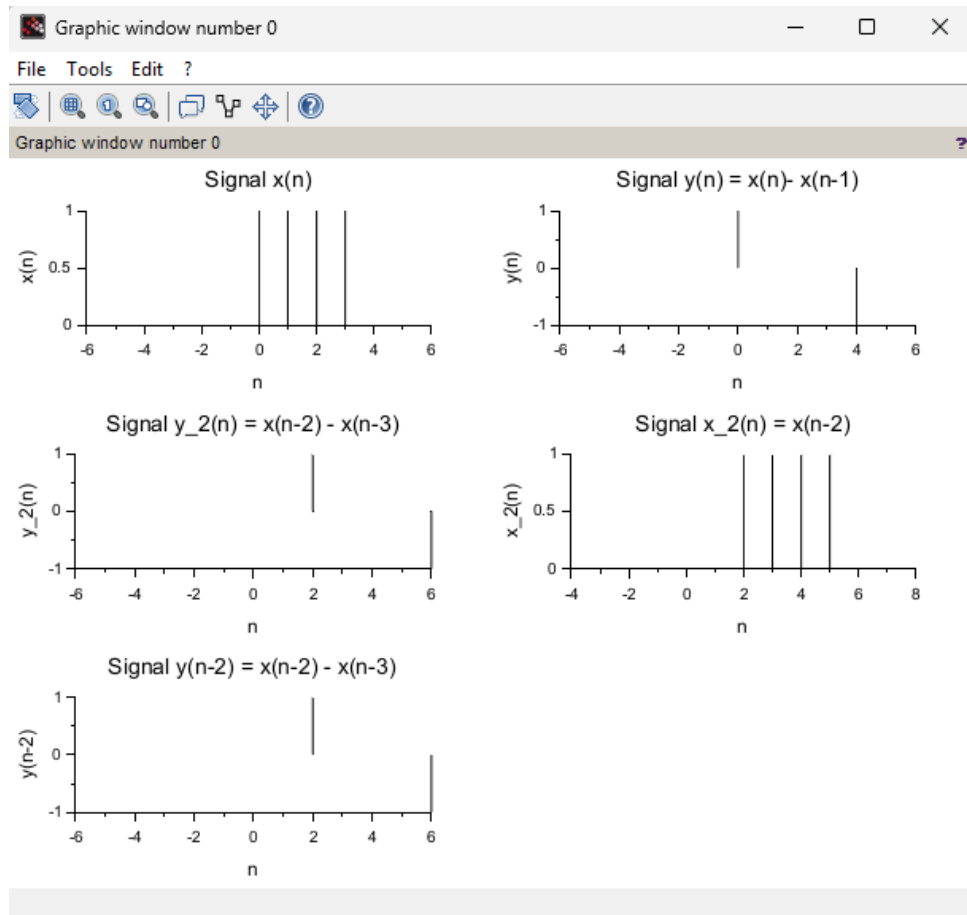 Graphic window number 0
File Tools Edit ?
Graphic window number 0 ?
Signal x(n)
x(n)
1
0.5
0
-6 -4 -2 0 2 4 6
n
Signal y(n) = x(n)- x(n-1)
y(n)
1
0
-1
-6 -4 -2 0 2 4 6
n
Signal y_2(n) = x(n-2) - x(n-3)
y_2(n)
1
0
-1
-6 -4 -2 0 2 4 6
n
Signal x_2(n) = x(n-2)
x_2(n)
1
0.5
0
-4 -2 0 2 4 6 8
n
Signal y(n-2) = x(n-2) - x(n-3)
y(n-2)
1
0
-1
-6 -4 -2 0 2 4 6
n